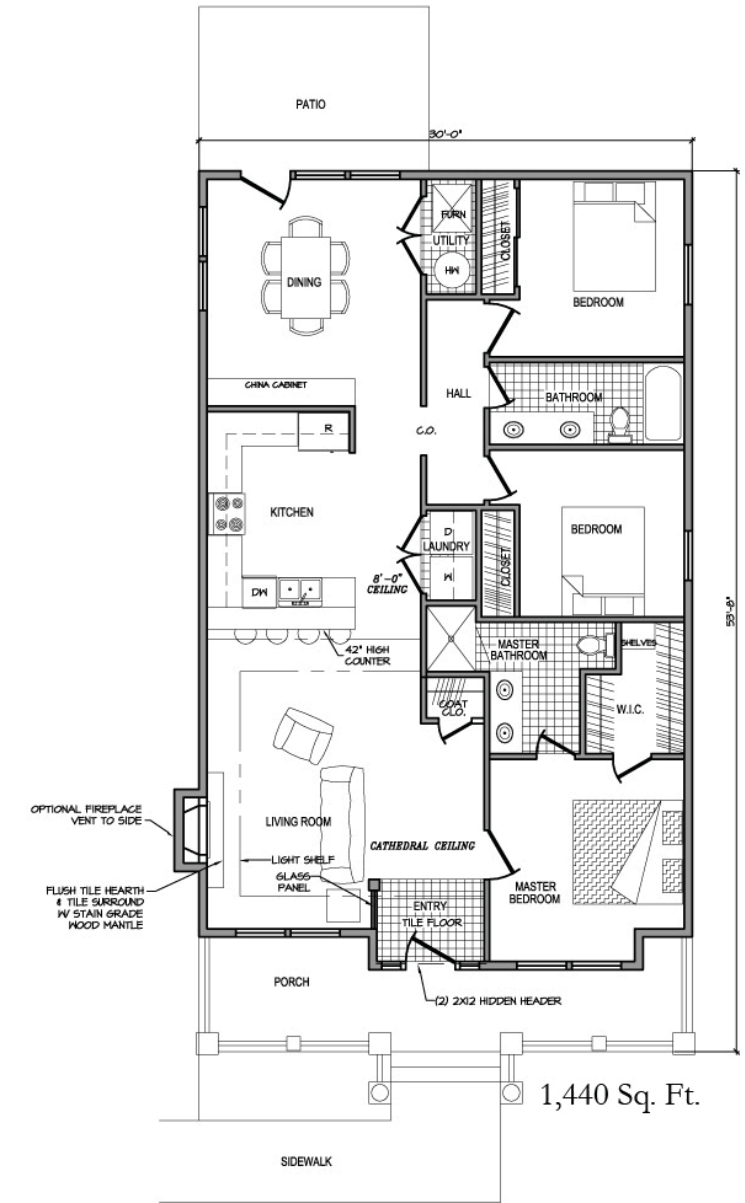 PATIO
30'-0"
FURN
UTILITY
HW
CLOSET
BEDROOM
DINING
CHINA CABINET
HALL
BATHROOM
C.O.
R
KITCHEN
D
LAUNDRY
W
CLOSET
BEDROOM
8'-0"
CEILING
DW
53'-8"
42" HIGH
COUNTER
MASTER
BATHROOM
SHELVES
W.I.C.
COAT
CLO.
OPTIONAL FIREPLACE
VENT TO SIDE
LIVING ROOM
CATHEDRAL CEILING
LIGHT SHELF
GLASS
PANEL
FLUSH TILE HEARTH
& TILE SURROUND
W/ STAIN GRADE
WOOD MANTLE
MASTER
BEDROOM
ENTRY
TILE FLOOR
PORCH
(2) 2X12 HIDDEN HEADER
1,440 Sq. Ft.
SIDEWALK